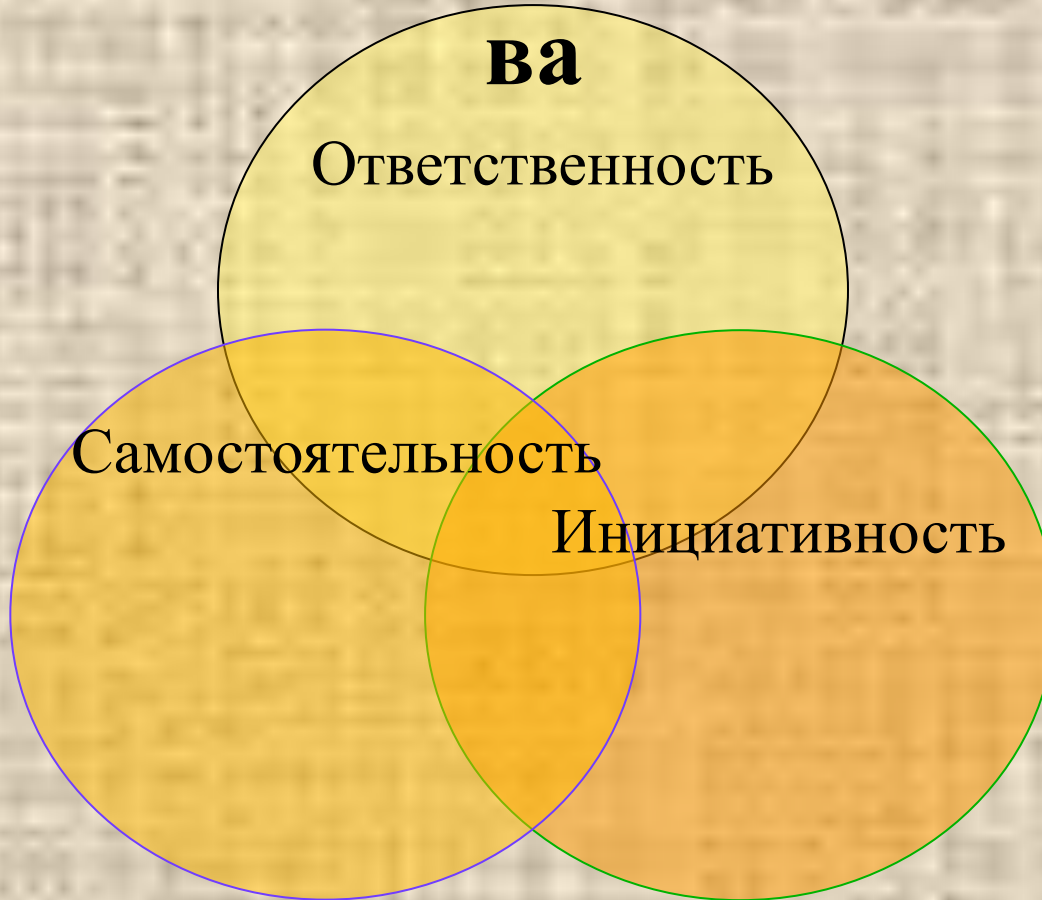 ва
Ответственность
Самостоятельность
Инициативность